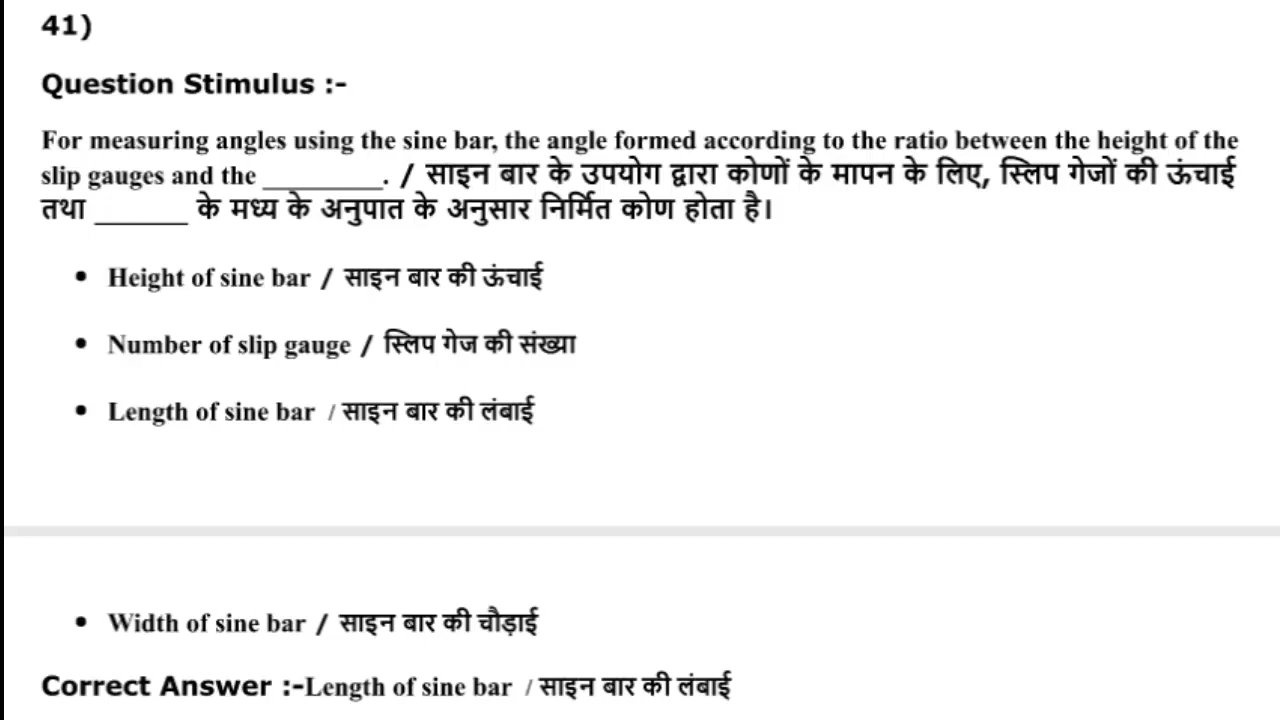 41)
Question Stimulus :-
For measuring angles using the sine bar, the angle formed according to the ratio between the height of the
slip gauges and the _________. / साइन बार के उपयोग द्वारा कोणों के मापन के लिए, स्लिप गेजों की ऊंचाई
तथा _______ के मध्य के अनुपात के अनुसार निर्मित कोण होता है।
• Height of sine bar / साइन बार की ऊंचाई
• Number of slip gauge / स्लिप गेज की संख्या
• Length of sine bar / साइन बार की लंबाई
• Width of sine bar / साइन बार की चौड़ाई
Correct Answer :-Length of sine bar / साइन बार की लंबाई